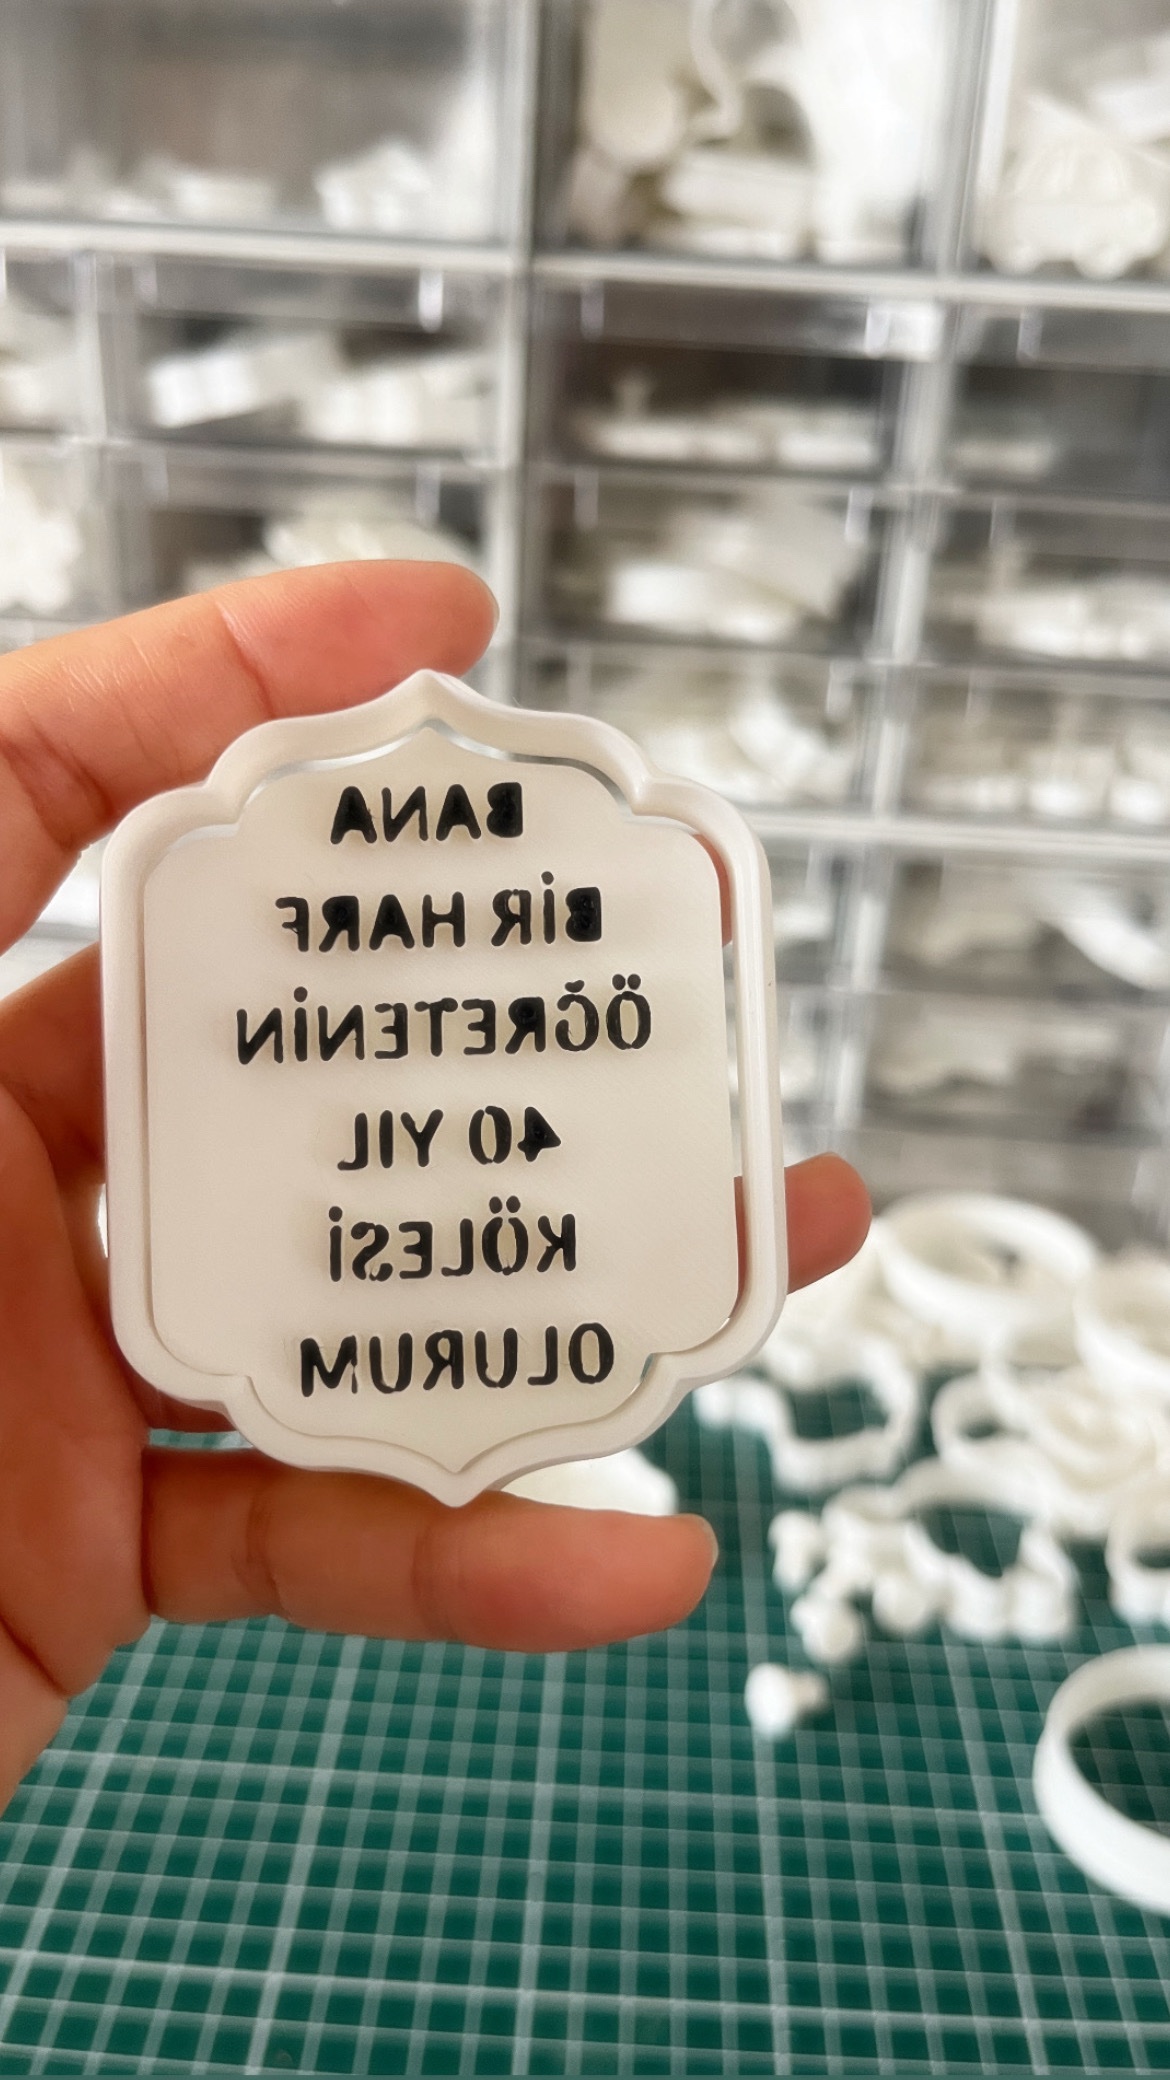 BANA
BİR HARF
ÖĞRETENİN
40 YIL
KÖLESİ
OLURUM